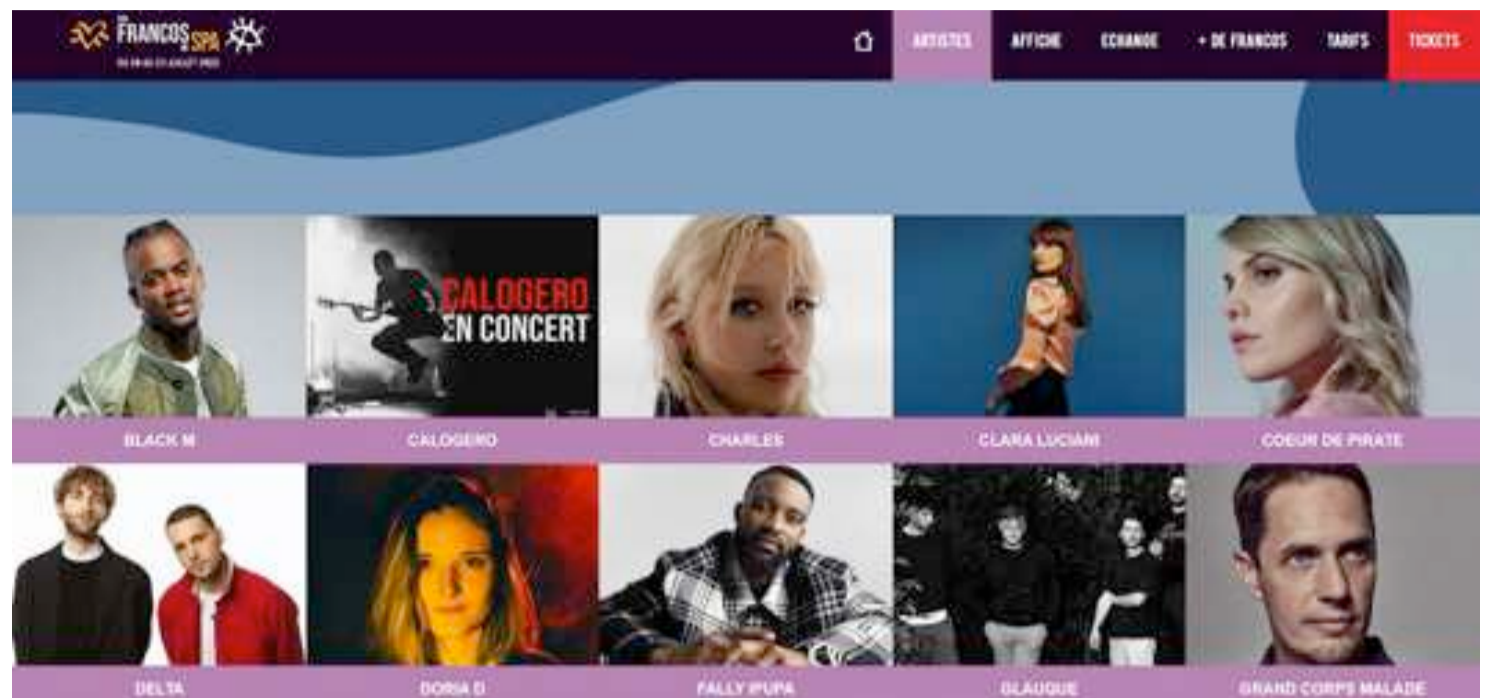 FRANCOS
SPA
ARTISTES
AFFICHE
ECHANGE
+ DE FRANCOS
TARIFS
TICKETS
CALOGERO
EN CONCERT
BLACK M
CALOGERO
CHARLES
CLARA LUCIANI
COEUR DE PIRATE
DELTA
DORIA D
FALLY IPUPA
GLAUQUE
GRAND CORPS MALADE